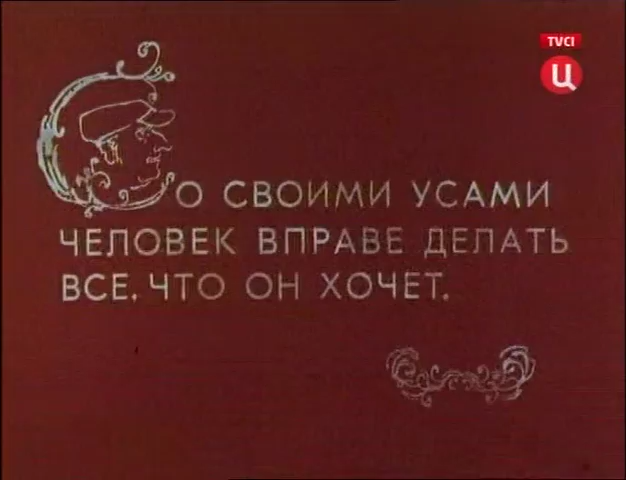 TVCI
Ц
СО СВОИМИ УСАМИ
ЧЕЛОВЕК ВПРАВЕ ДЕЛАТЬ
ВСЕ, ЧТО ОН ХОЧЕТ.